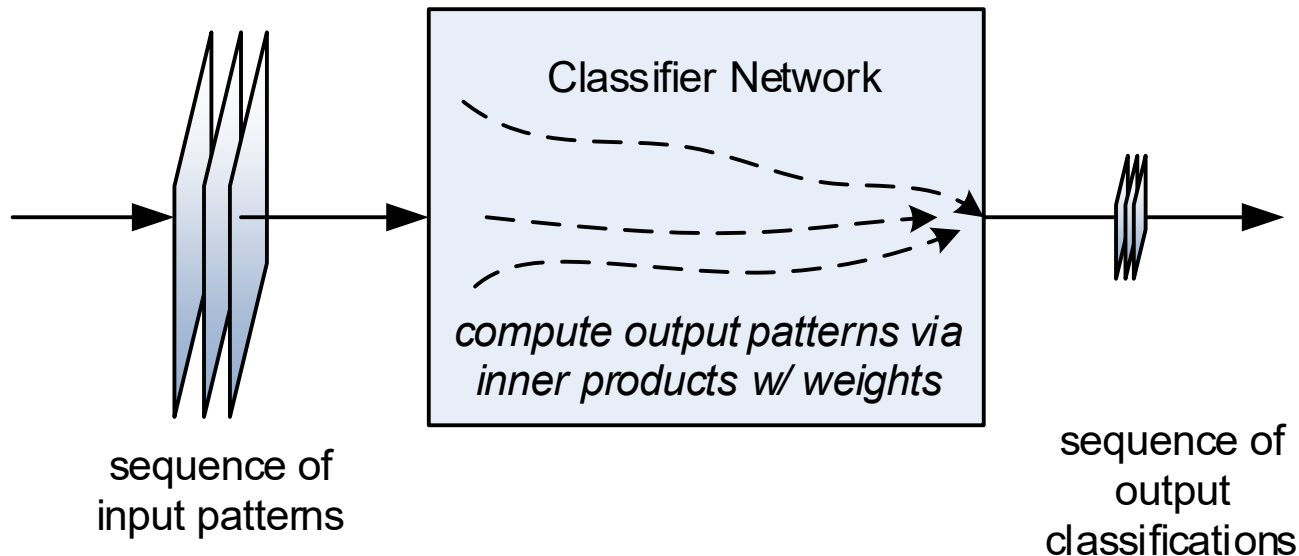 Classifier Network
compute output patterns via
inner products w/ weights
sequence of
input patterns
sequence of
output
classifications